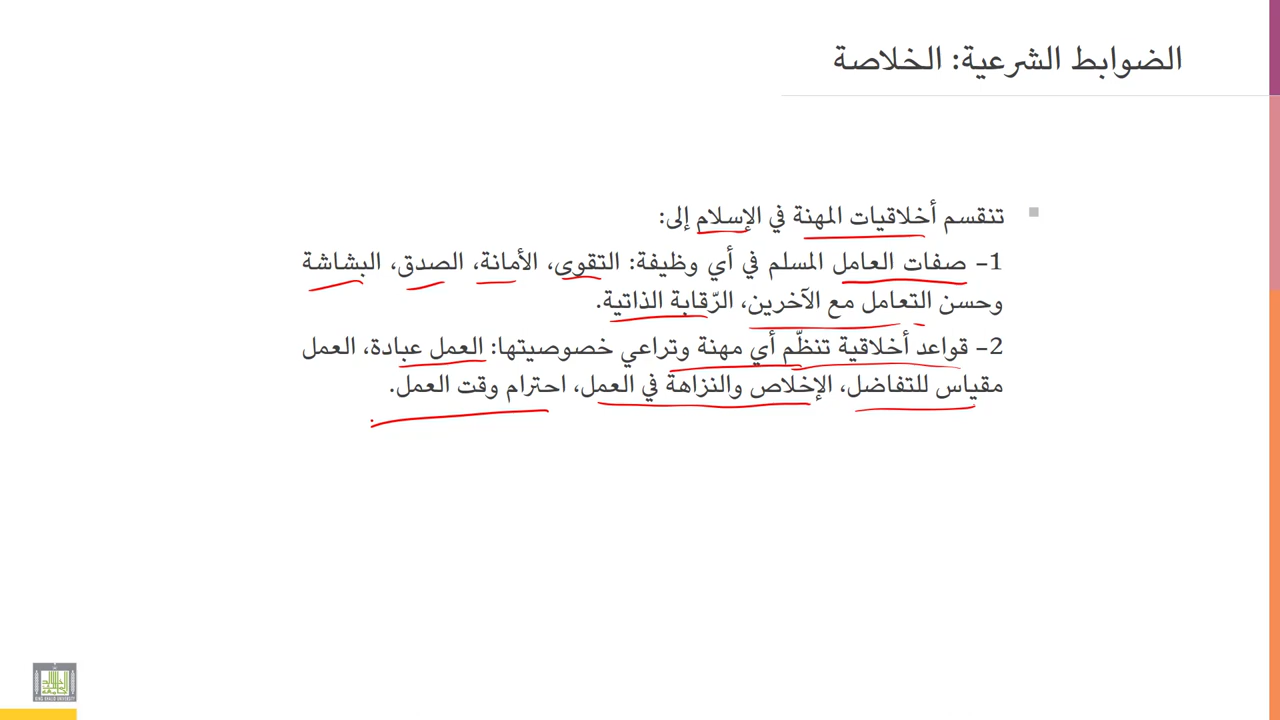 الضوابط الشرعية: الخلاصة
تنقسم أخلاقيات المهنة في الإسلام إلى:
1- صفات العامل المسلم في أي وظيفة: التقوى، الأمانة، الصدق، البشاشة
وحسن التعامل مع الآخرين، الرّقابة الذاتية.
2- قواعد أخلاقية تنظّم أي مهنة وتراعي خصوصيتها: العمل عبادة، العمل
مقياس للتفاضل، الإخلاص والنزاهة في العمل، احترام وقت العمل.